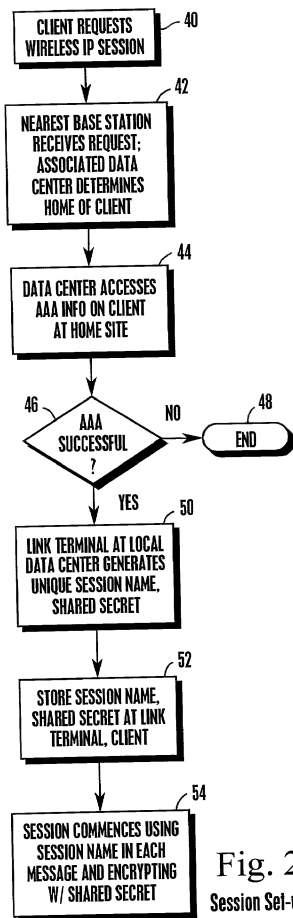 CLIENT REQUESTS
WIRELESS IP SESSION
40
42
NEAREST BASE STATION
RECEIVES REQUEST;
ASSOCIATED DATA
CENTER DETERMINES
HOME OF CLIENT
44
DATA CENTER ACCESSES
AAA INFO ON CLIENT
AT HOME SITE
46
AAA
SUCCESSFUL
?
NO
48
END
YES
50
LINK TERMINAL AT LOCAL
DATA CENTER GENERATES
UNIQUE SESSION NAME,
SHARED SECRET
52
STORE SESSION NAME,
SHARED SECRET AT LINK
TERMINAL, CLIENT
54
SESSION COMMENCES USING
SESSION NAME IN EACH
MESSAGE AND ENCRYPTING
W/ SHARED SECRET
Fig. 2
Session Set-